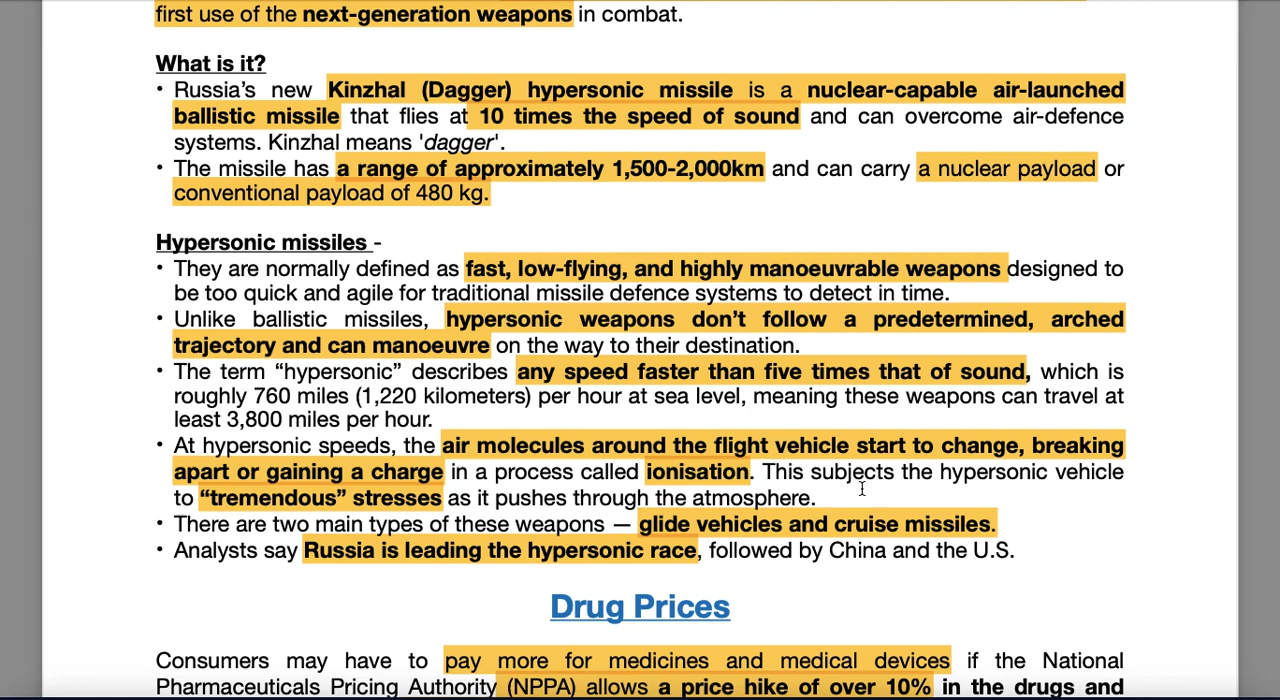 first use of the next-generation weapons in combat.
What is it?
• Russia's new Kinzhal (Dagger) hypersonic missile is a nuclear-capable air-launched
ballistic missile that flies at 10 times the speed of sound and can overcome air-defence
systems. Kinzhal means 'dagger'.
• The missile has a range of approximately 1,500-2,000km and can carry a nuclear payload or
conventional payload of 480 kg.
Hypersonic missiles -
• They are normally defined as fast, low-flying, and highly manoeuvrable weapons designed to
be too quick and agile for traditional missile defence systems to detect in time.
• Unlike ballistic missiles, hypersonic weapons don't follow a predetermined, arched
trajectory and can manoeuvre on the way to their destination.
• The term “hypersonic” describes any speed faster than five times that of sound, which is
roughly 760 miles (1,220 kilometers) per hour at sea level, meaning these weapons can travel at
least 3,800 miles per hour.
• At hypersonic speeds, the air molecules around the flight vehicle start to change, breaking
apart or gaining a charge in a process called ionisation. This subjects the hypersonic vehicle
to “tremendous” stresses as it pushes through the atmosphere.
• There are two main types of these weapons — glide vehicles and cruise missiles.
• Analysts say Russia is leading the hypersonic race, followed by China and the U.S.
Drug Prices
Consumers may have to pay more for medicines and medical devices if the National
Pharmaceuticals Pricing Authority (NPPA) allows a price hike of over 10% in the drugs and